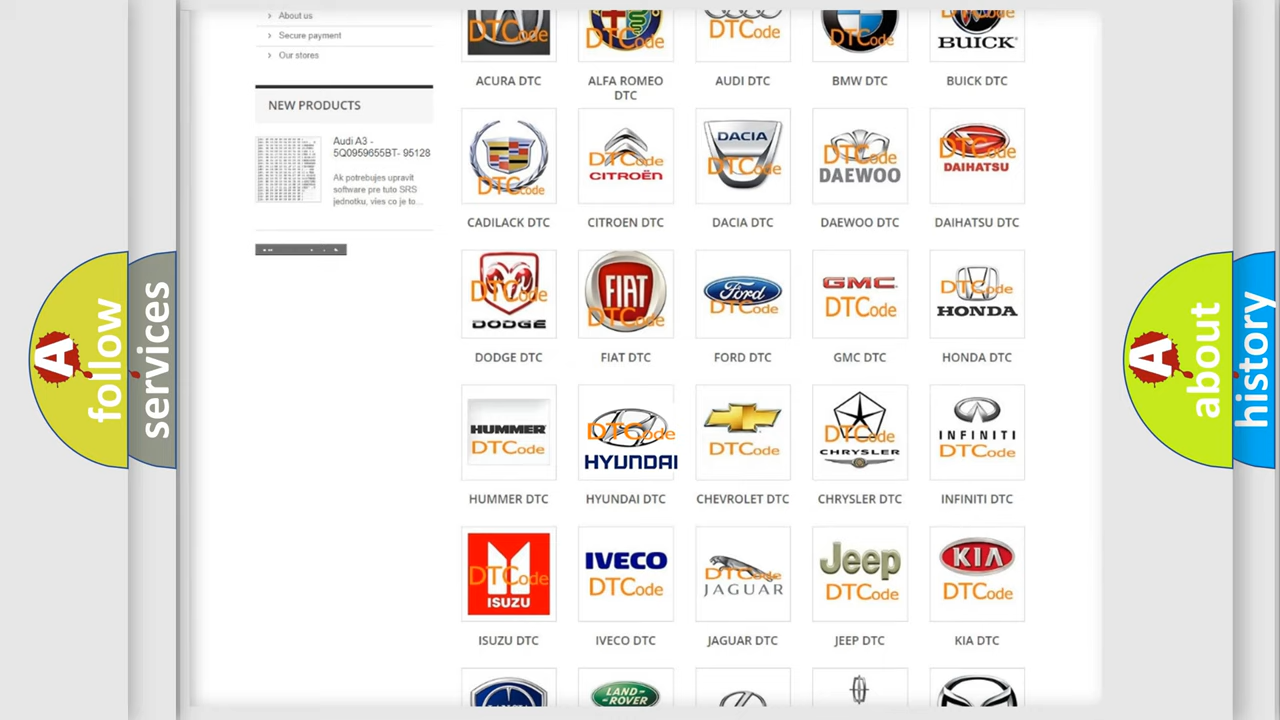 About us
Secure payment
Our stores
NEW PRODUCTS
Audi A3 -
5Q0959655BT- 95128
Ak potrebujes upravit
software pre tuto SRS
jednotku, vies co je to...
DTCode
DTCode
DTCode
DTCode
BUICK
ACURA DTC
ALFA ROMEO
DTC
AUDI DTC
BMW DTC
BUICK DTC
DTCode
DTCode
CITROËN
DACIA
DTCode
DTCode
DAEWOO
DTCode
DAIHATSU
CADILACK DTC
CITROEN DTC
DACIA DTC
DAEWOO DTC
DAIHATSU DTC
DTCode
DODGE
FIAT
DTCode
Ford
DTCode
GMC
DTCode
DTCode
HONDA
DODGE DTC
FIAT DTC
FORD DTC
GMC DTC
HONDA DTC
HUMMER
DTCode
DTCode
HYUNDAI
DTCode
DTCode
CHRYSLER
INFINITI
DTCode
HUMMER DTC
HYUNDAI DTC
CHEVROLET DTC
CHRYSLER DTC
INFINITI DTC
DTCode
ISUZU
IVECO
DTCode
DTCode
JAGUAR
Jeep
DTCode
KIA
DTCode
ISUZU DTC
IVECO DTC
JAGUAR DTC
JEEP DTC
KIA DTC
LAND-
ROVER
A
follow
services
A
about
history